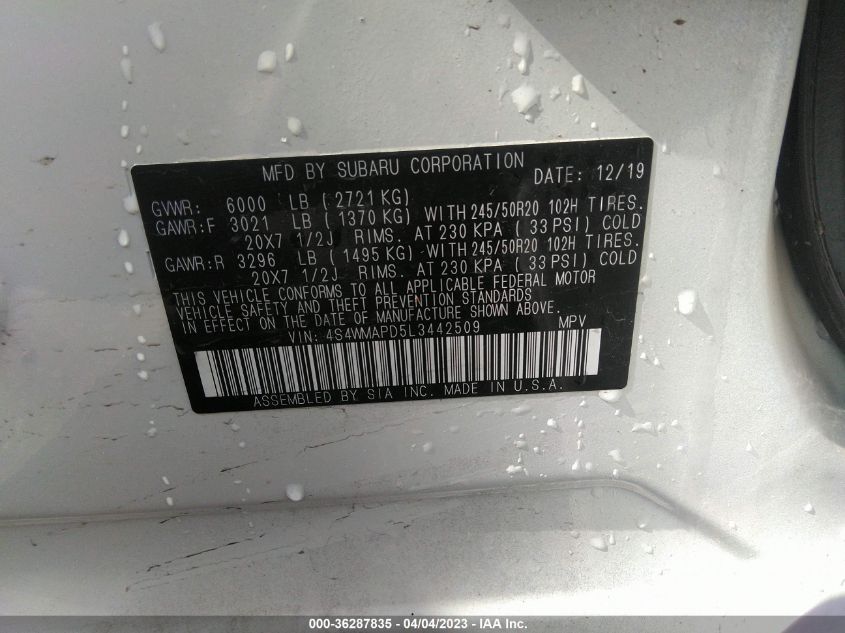 MFD BY SUBARU CORPORATION DATE: 12/19
GVWR: 6000 LB ( 2721 KG)
GAWR:F 3021 LB ( 1370 KG) WITH 245/50R20 102H TIRES.
20X7 1/2J RIMS. AT 230 KPA ( 33 PSI) COLD
GAWR:R 3296 LB ( 1495 KG) WITH 245/50R20 102H TIRES.
20X7 1/2J RIMS. AT 230 KPA ( 33 PSI) COLD
THIS VEHICLE CONFORMS TO ALL APPLICABLE FEDERAL MOTOR
VEHICLE SAFETY AND THEFT PREVENTION STANDARDS
IN EFFECT ON THE DATE OF MANUFACTURE SHOWN ABOVE.
VIN: 4S4WMAPD5L3442509 MPV
ASSEMBLED BY SIA INC. MADE IN U.S.A.
000-36287835 - 04/04/2023 - IAA Inc.